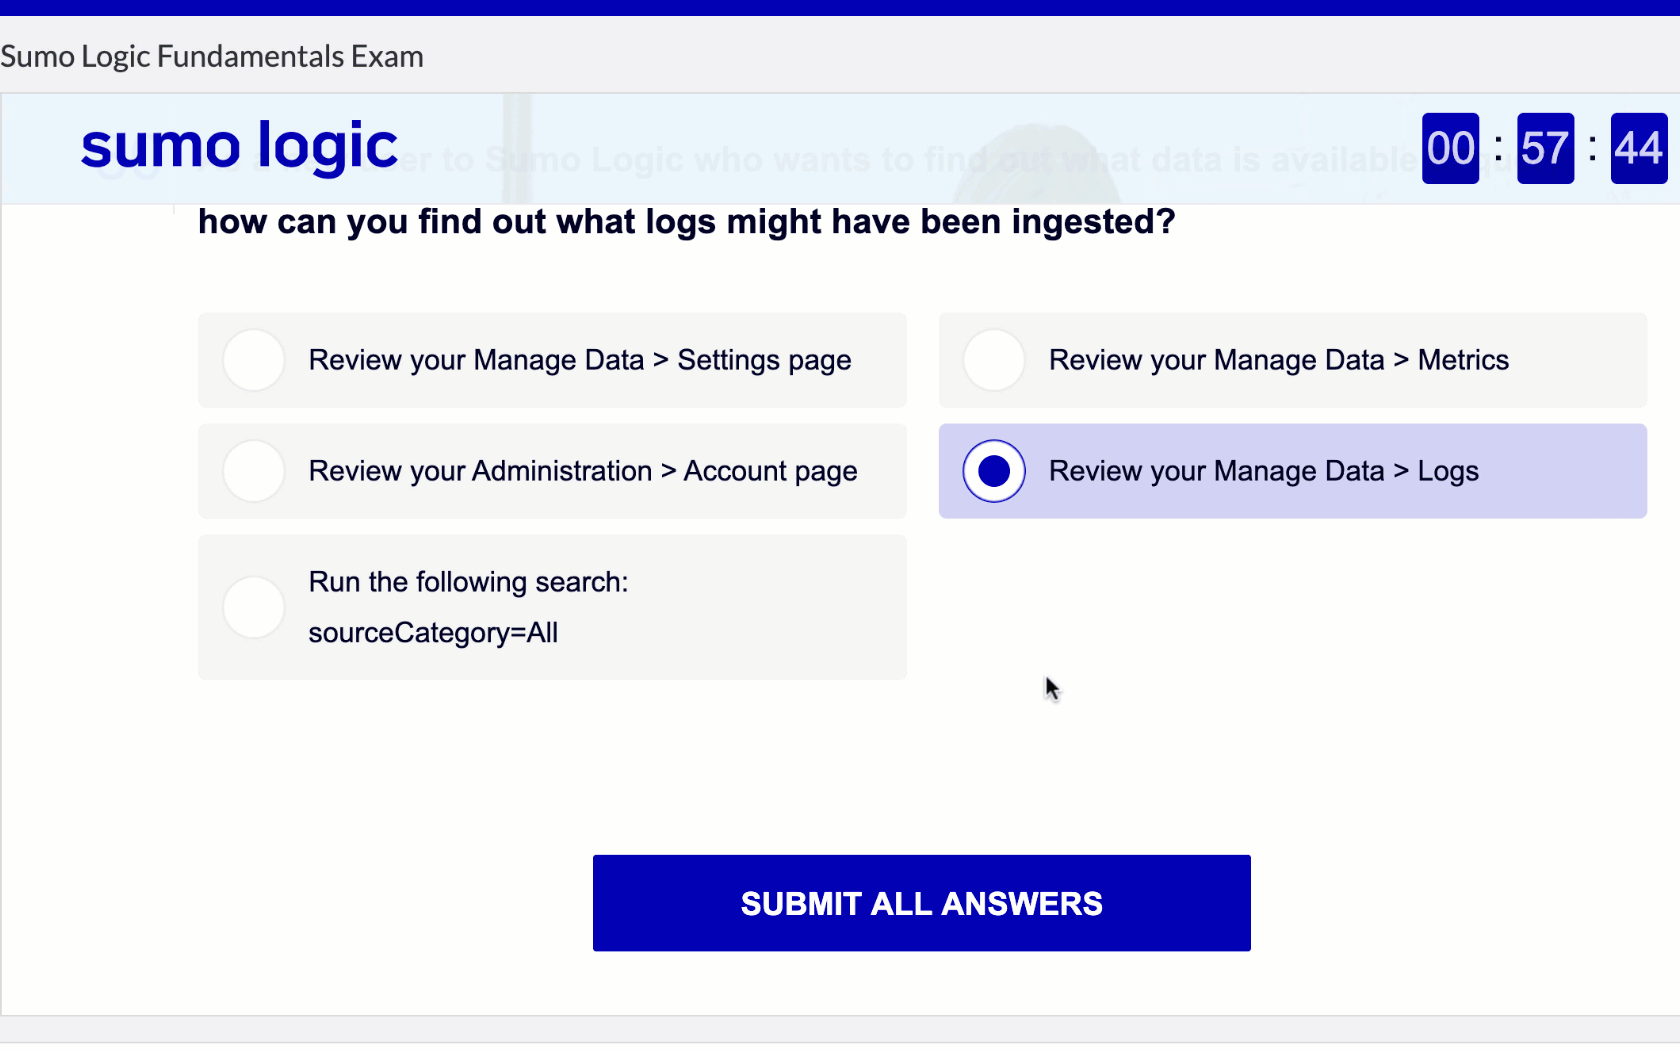 Sumo Logic Fundamentals Exam
sumo logic
00 : 57 : 44
er to Sumo Logic who wants to find out what data is available
how can you find out what logs might have been ingested?
Review your Manage Data > Settings page
Review your Manage Data > Metrics
Review your Administration > Account page
Review your Manage Data > Logs
Run the following search:
sourceCategory=All
SUBMIT ALL ANSWERS